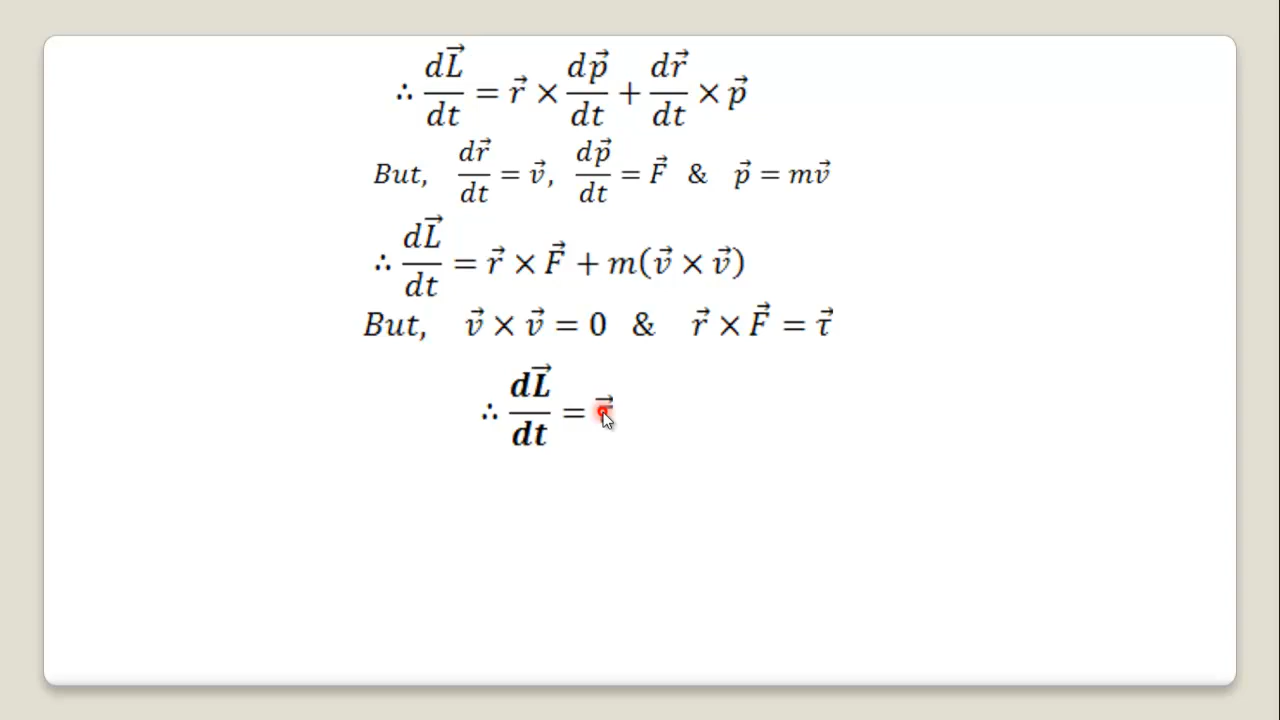 ∴ dL⃗/dt = r⃗ × dp⃗/dt + dr⃗/dt × p⃗
But, dr⃗/dt = v⃗, dp⃗/dt = F⃗ & p⃗ = mv⃗
∴ dL⃗/dt = r⃗ × F⃗ + m(v⃗ × v⃗)
But, v⃗ × v⃗ = 0 & r⃗ × F⃗ = τ⃗
∴ dL⃗/dt =